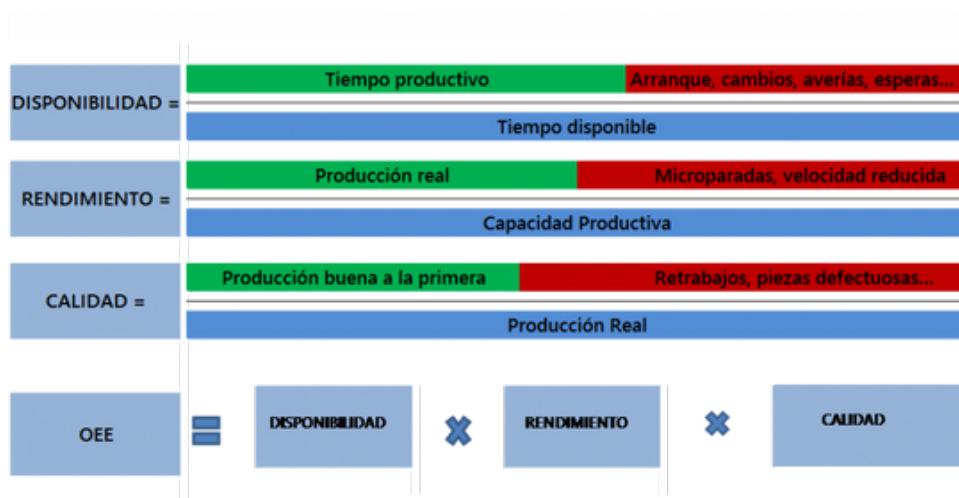 Tiempo productivo
Arranque, cambios, averías, esperas...
DISPONIBILIDAD =
Tiempo disponible
Producción real
Microparadas, velocidad reducida
RENDIMIENTO =
Capacidad Productiva
Producción buena a la primera
Retrabajos, piezas defectuosas...
CALIDAD =
Producción Real
OEE
=
DISPONIBILIDAD
×
RENDIMIENTO
×
CALIDAD